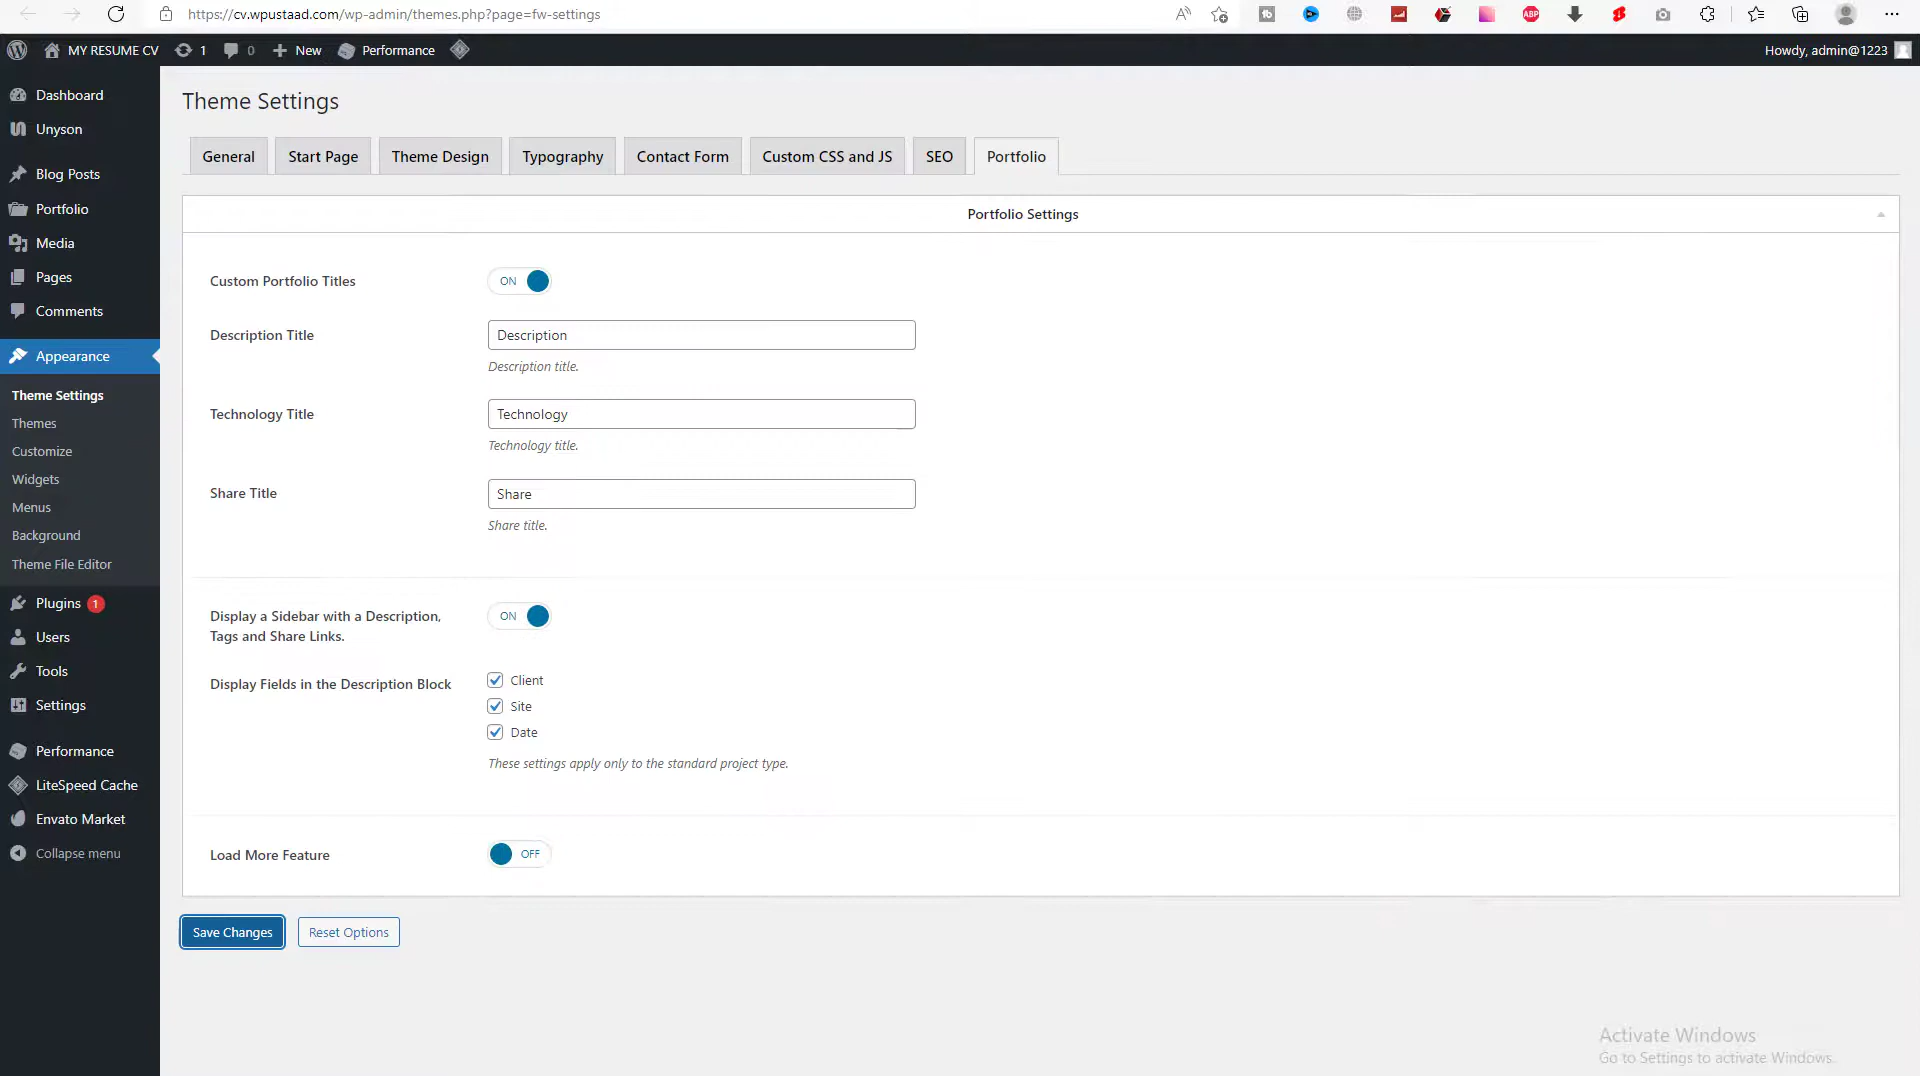 https://cv.wpustaad.com/wp-admin/themes.php?page=fw-settings
MY RESUME CV 1 0 New Performance Howdy, admin@1223
Dashboard
Unyson
Blog Posts
Portfolio
Media
Pages
Comments
Appearance
Theme Settings
Themes
Customize
Widgets
Menus
Background
Theme File Editor
Plugins 1
Users
Tools
Settings
Performance
LiteSpeed Cache
Envato Market
Collapse menu
Theme Settings
General Start Page Theme Design Typography Contact Form Custom CSS and JS SEO Portfolio
Portfolio Settings
Custom Portfolio Titles ON
Description Title Description
Description title.
Technology Title Technology
Technology title.
Share Title Share
Share title.
Display a Sidebar with a Description, ON
Tags and Share Links.
Display Fields in the Description Block Client
Site
Date
These settings apply only to the standard project type.
Load More Feature OFF
Save Changes Reset Options
Activate Windows
Go to Settings to activate Windows.
ABP